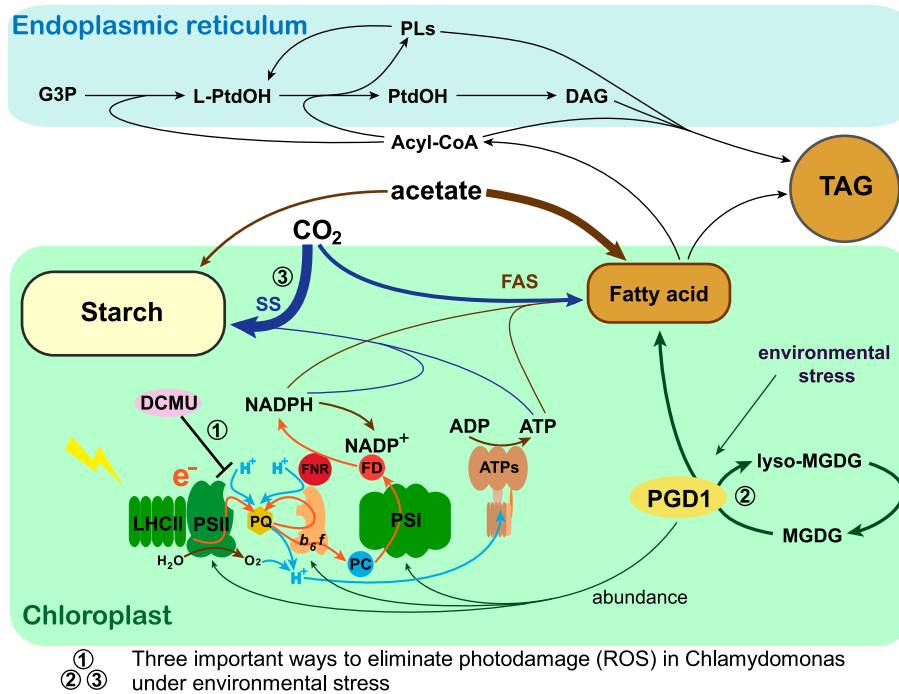 Endoplasmic reticulum
PLs
G3P
L-PtdOH
PtdOH
DAG
Acyl-CoA
TAG
acetate
CO2
③
SS
FAS
Starch
Fatty acid
environmental
stress
DCMU
①
NADPH
NADP+
ADP
ATP
lyso-MGDG
e–
H+
H+
FNR
FD
ATPs
PGD1
②
LHCII
PSII
PQ
b6f
PSI
MGDG
H2O
O2
H+
PC
abundance
Chloroplast
① Three important ways to eliminate photodamage (ROS) in Chlamydomonas
② ③ under environmental stress